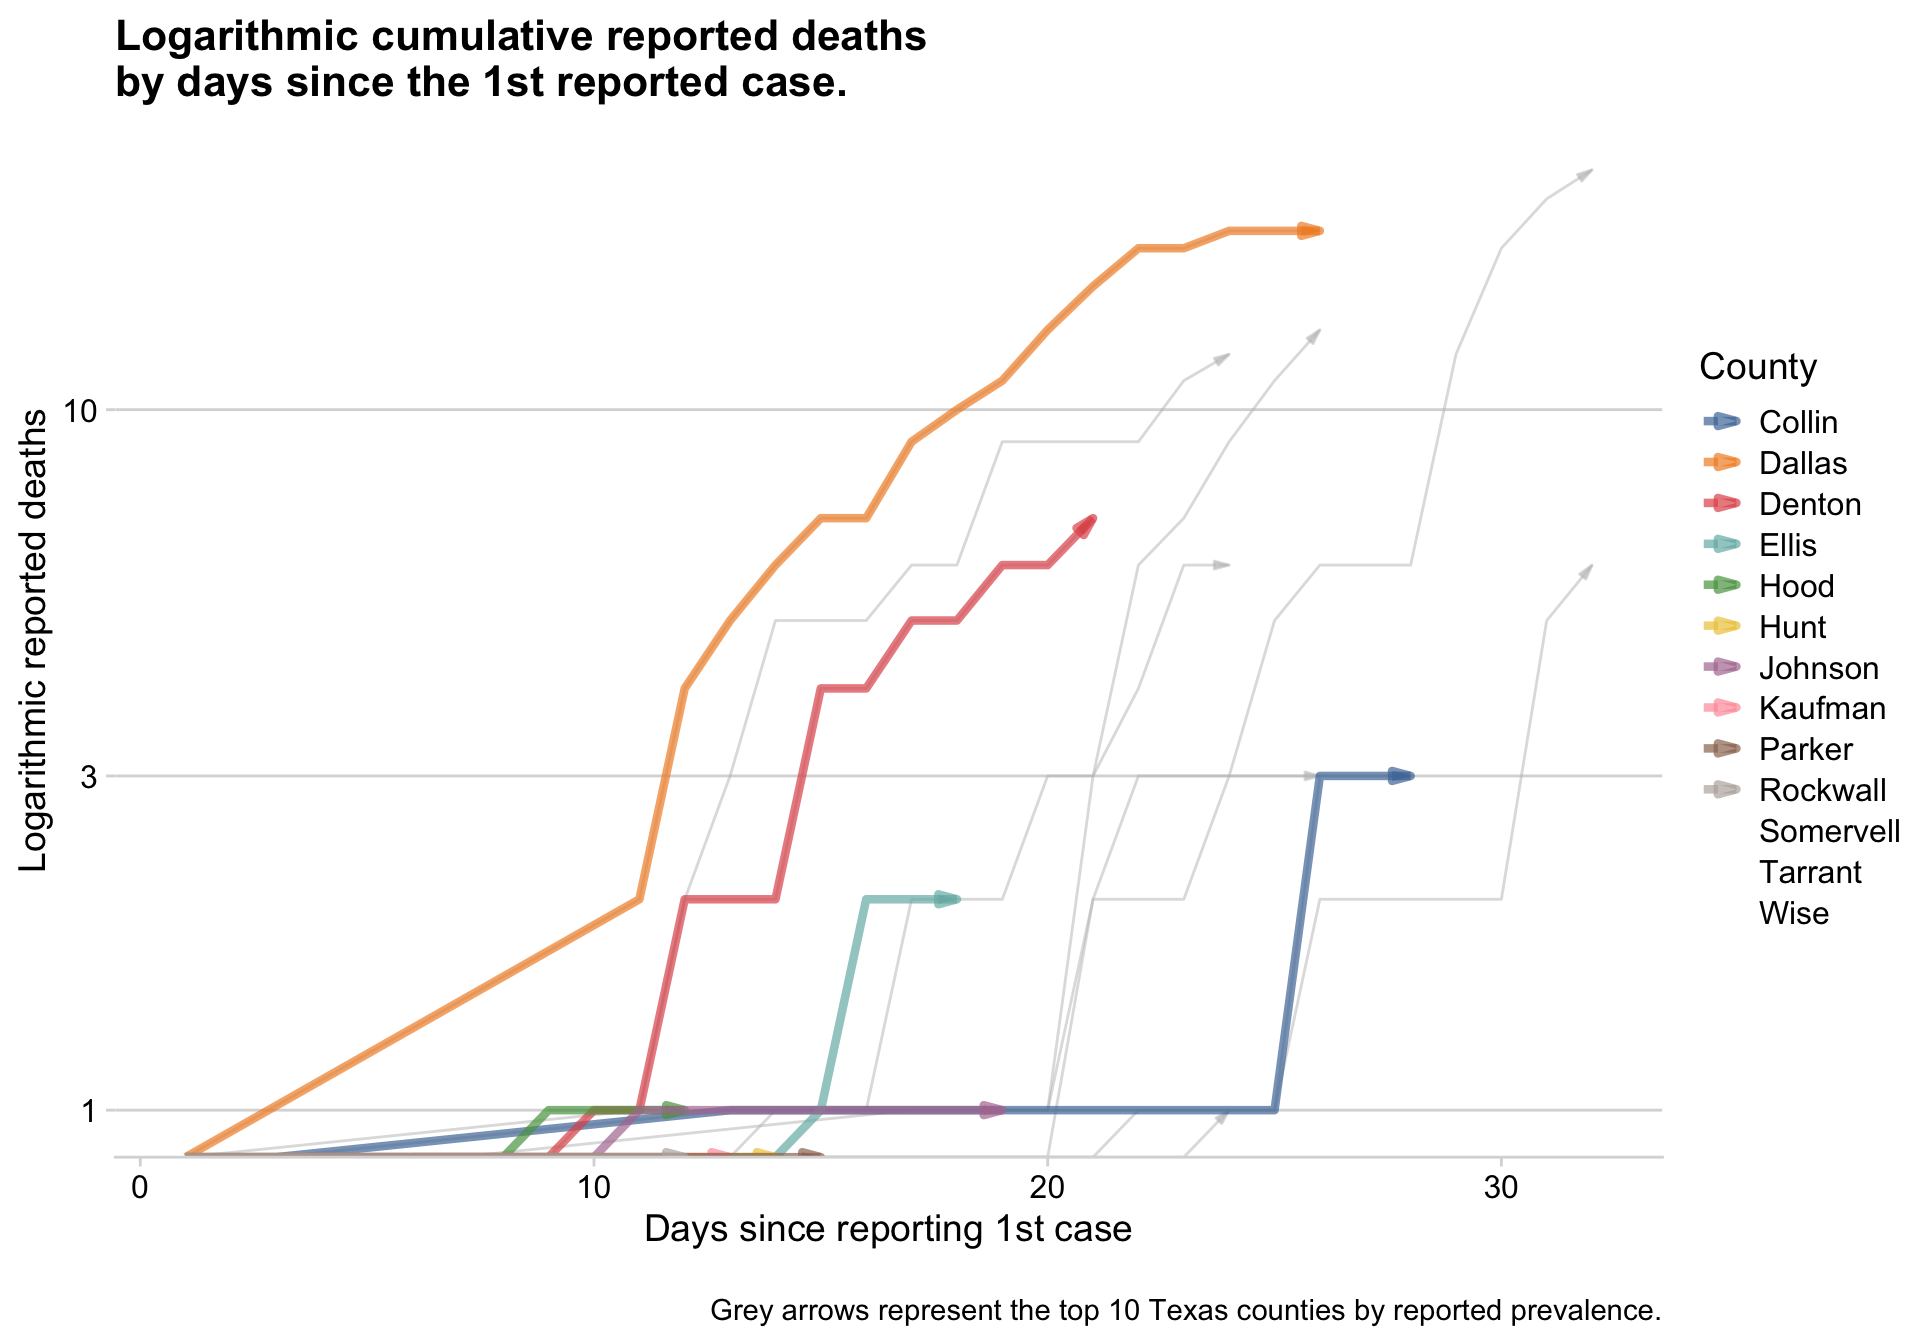 Logarithmic cumulative reported deaths
by days since the 1st reported case.
Logarithmic reported deaths
10
3
1
0
10
20
30
Days since reporting 1st case
County
Collin
Dallas
Denton
Ellis
Hood
Hunt
Johnson
Kaufman
Parker
Rockwall
Somervell
Tarrant
Wise
Grey arrows represent the top 10 Texas counties by reported prevalence.